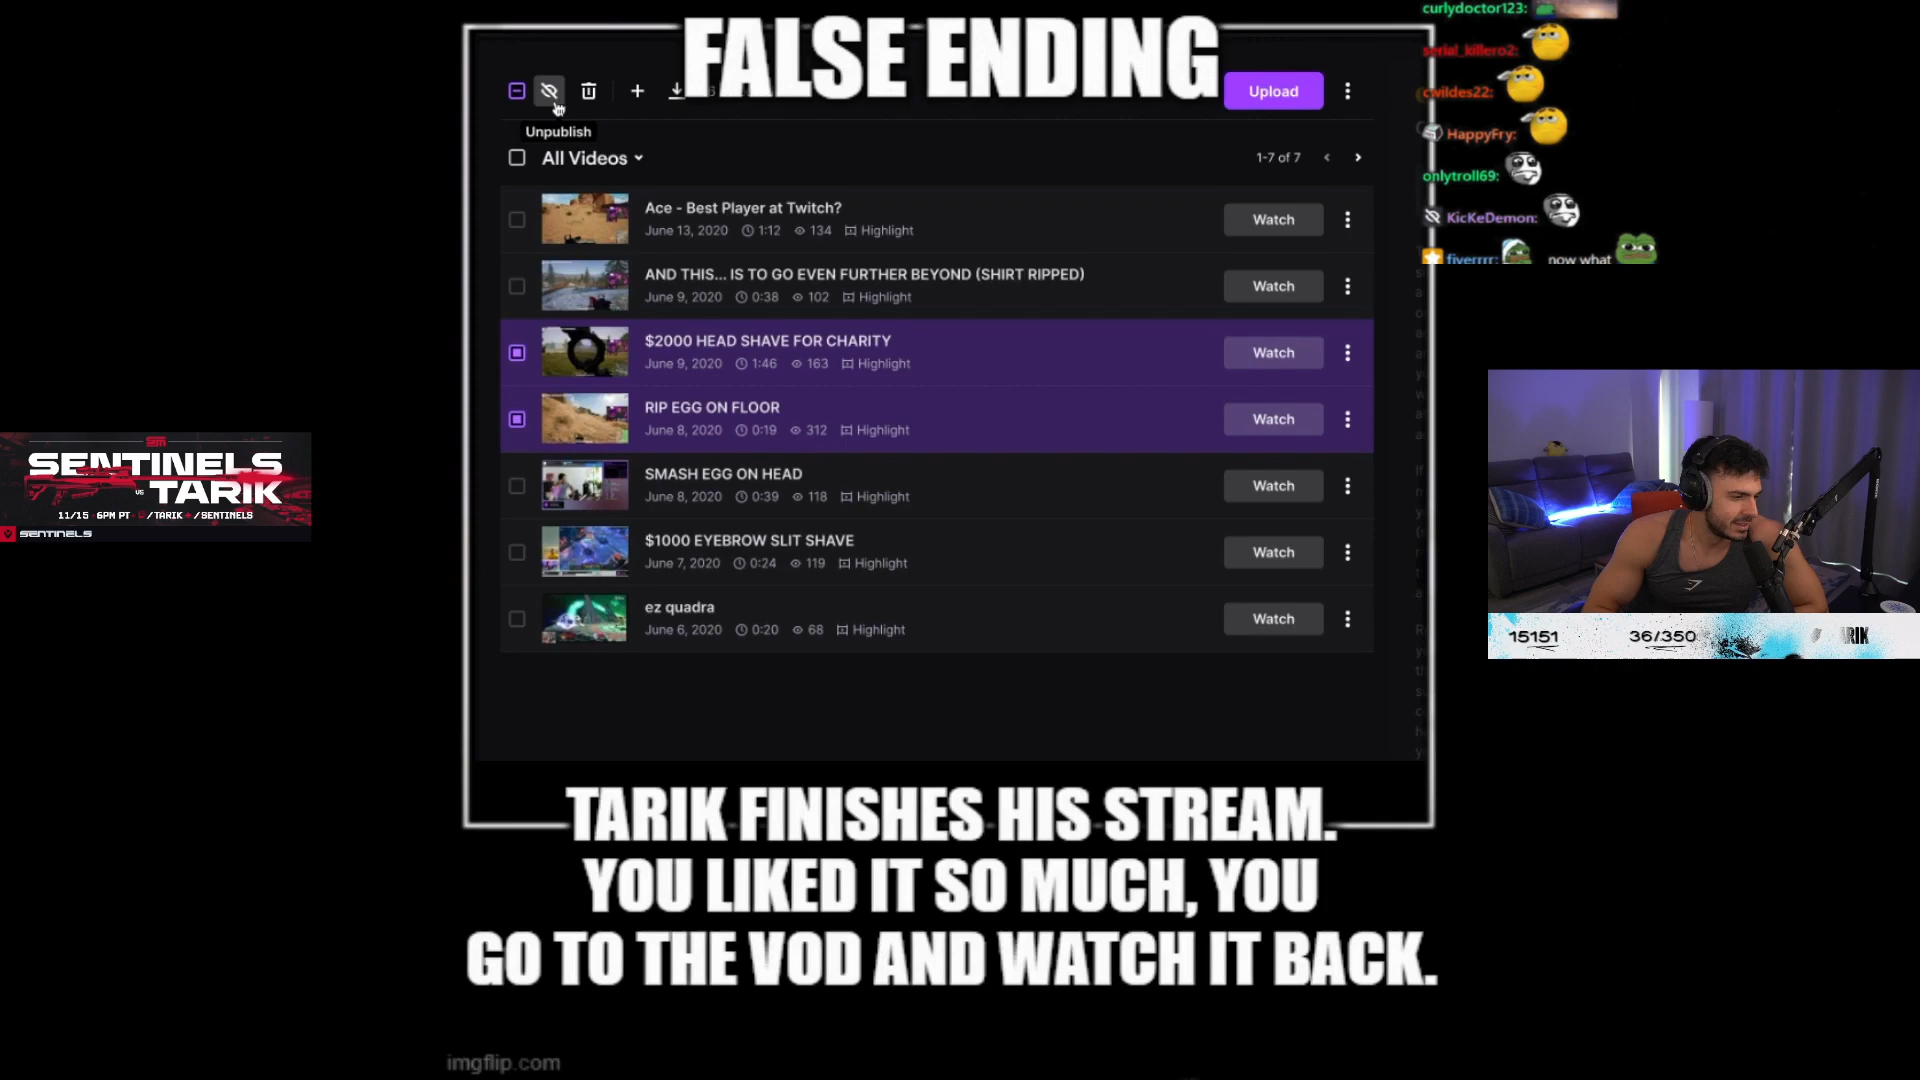 FALSE ENDING
Upload
Unpublish
All Videos
1-7 of 7
Ace - Best Player at Twitch?
June 13, 2020 1:12 134 Highlight
Watch
AND THIS... IS TO GO EVEN FURTHER BEYOND (SHIRT RIPPED)
June 9, 2020 0:38 102 Highlight
Watch
$2000 HEAD SHAVE FOR CHARITY
June 9, 2020 1:46 163 Highlight
Watch
RIP EGG ON FLOOR
June 8, 2020 0:19 312 Highlight
Watch
SMASH EGG ON HEAD
June 8, 2020 0:39 118 Highlight
Watch
$1000 EYEBROW SLIT SHAVE
June 7, 2020 0:24 119 Highlight
Watch
ez quadra
June 6, 2020 0:20 68 Highlight
Watch
TARIK FINISHES HIS STREAM.
YOU LIKED IT SO MUCH, YOU
GO TO THE VOD AND WATCH IT BACK.
imgflip.com
curlydoctor123:
serial_killero2:
cwildes22:
HappyFry:
onlytroll69:
KicKeDemon:
fiverrrr: now what
SENTINELS
VS
TARIK
11/15 6PM PT /TARIK /SENTINELS
SENTINELS
15151 36/350